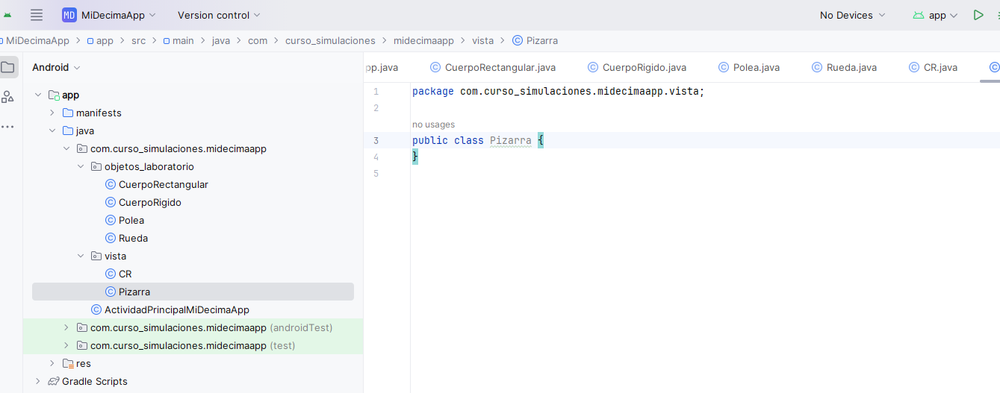 MD MiDecimaApp Version control No Devices app
MiDecimaApp app src main java com curso_simulaciones midecimaapp vista Pizarra
Android
pp.java CuerpoRectangular.java CuerpoRigido.java Polea.java Rueda.java CR.java
app
manifests
java
com.curso_simulaciones.midecimaapp
objetos_laboratorio
CuerpoRectangular
CuerpoRigido
Polea
Rueda
vista
CR
Pizarra
ActividadPrincipalMiDecimaApp
com.curso_simulaciones.midecimaapp (androidTest)
com.curso_simulaciones.midecimaapp (test)
res
Gradle Scripts
1 package com.curso_simulaciones.midecimaapp.vista;
2
no usages
3 public class Pizarra {
4 }
5